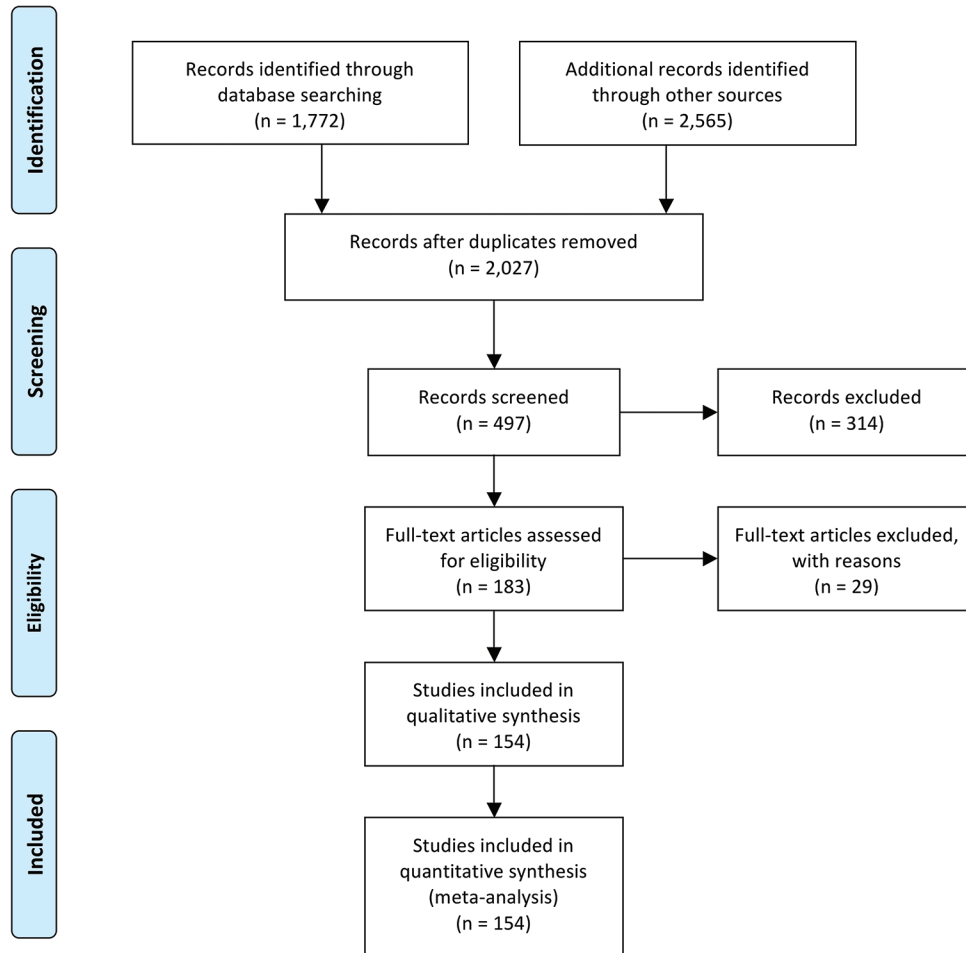 Identification
Records identified through
database searching
(n = 1,772)
Additional records identified
through other sources
(n = 2,565)
Records after duplicates removed
(n = 2,027)
Screening
Records screened
(n = 497)
Records excluded
(n = 314)
Eligibility
Full-text articles assessed
for eligibility
(n = 183)
Full-text articles excluded,
with reasons
(n = 29)
Studies included in
qualitative synthesis
(n = 154)
Included
Studies included in
quantitative synthesis
(meta-analysis)
(n = 154)